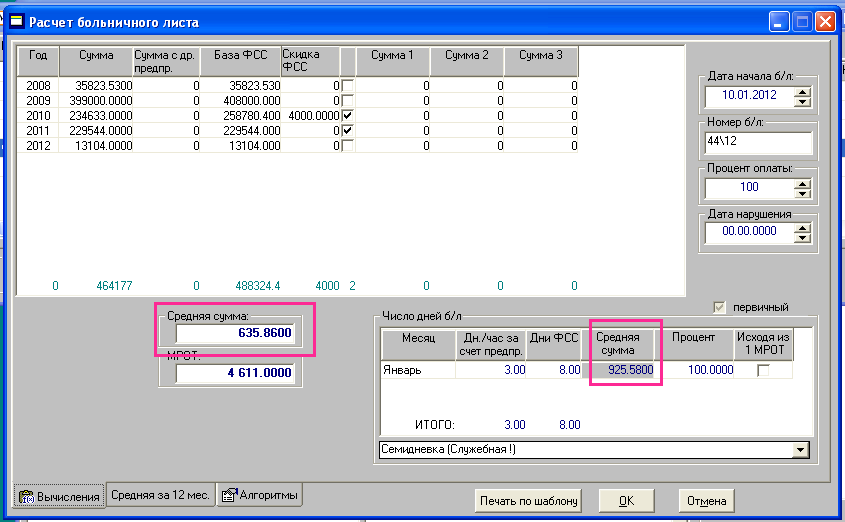 Расчет больничного листа
Год Сумма Сумма с др. предпр. База ФСС Скидка ФСС Сумма 1 Сумма 2 Сумма 3
2008 35823.5300 0 35823.530 0 0 0 0
2009 399000.0000 0 408000.000 0 0 0 0
2010 234633.0000 0 258780.400 4000.0000 0 0 0
2011 229544.0000 0 229544.000 0 0 0 0
2012 13104.0000 0 13104.000 0 0 0 0
0 464177 0 488324.4 4000 2 0 0 0
Дата начала б/л:
10.01.2012
Номер б/л:
44\12
Процент оплаты:
100
Дата нарушения
00.00.0000
Средняя сумма:
635.8600
МРОТ:
4 611.0000
первичный
Число дней б/л
Месяц Дн./час за счет предпр. Дни ФСС Средняя сумма Процент Исходя из 1 МРОТ
Январь 3.00 8.00 925.5800 100.0000
ИТОГО: 3.00 8.00
Семидневка (Служебная !)
Вычисления Средняя за 12 мес. Алгоритмы
Печать по шаблону OK Отмена